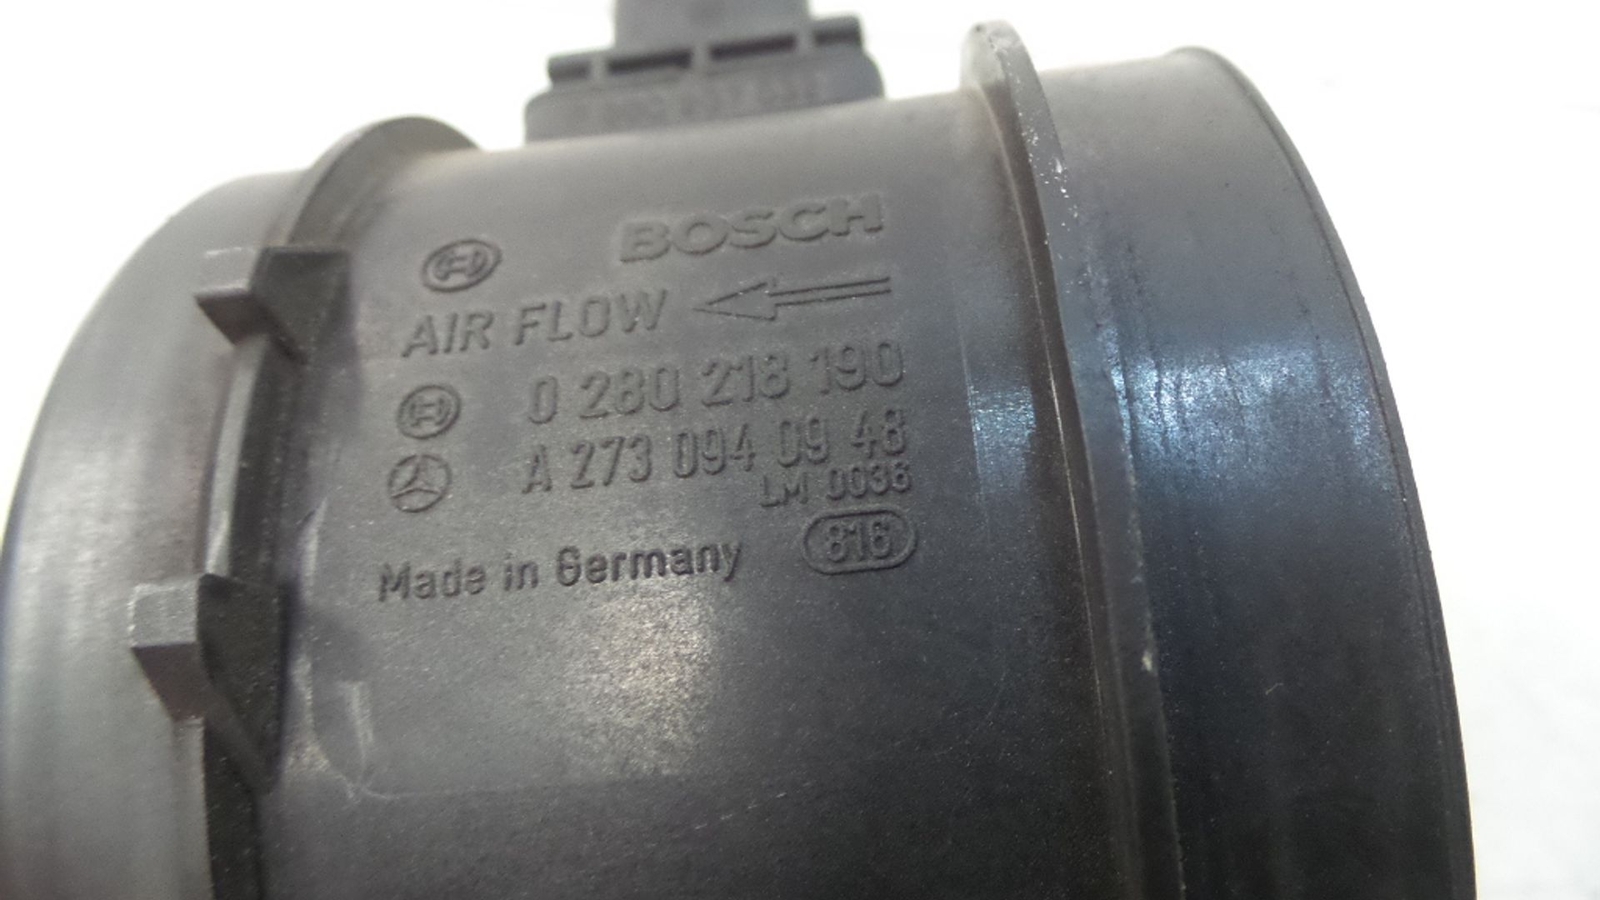 BOSCH
AIR FLOW
0 280 218 190
A 273 094 09 48
LM 0036
Made in Germany 816